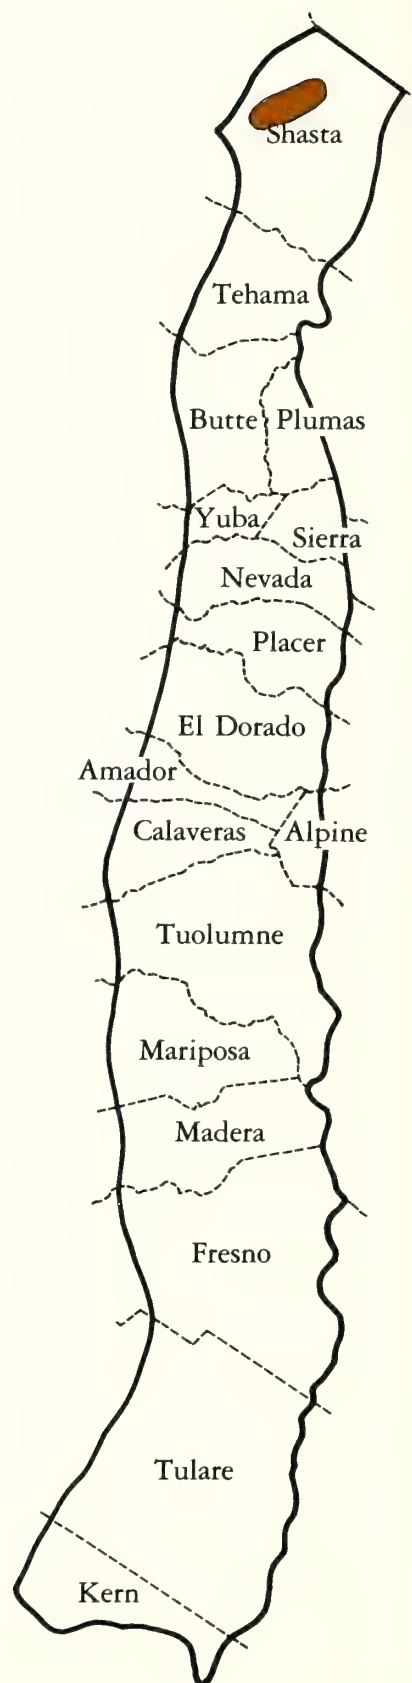 Shasta
Tehama
Butte Plumas
Yuba
Sierra
Nevada
Placer
El Dorado
Amador
Calaveras Alpine
Tuolumne
Mariposa
Madera
Fresno
Tulare
Kern